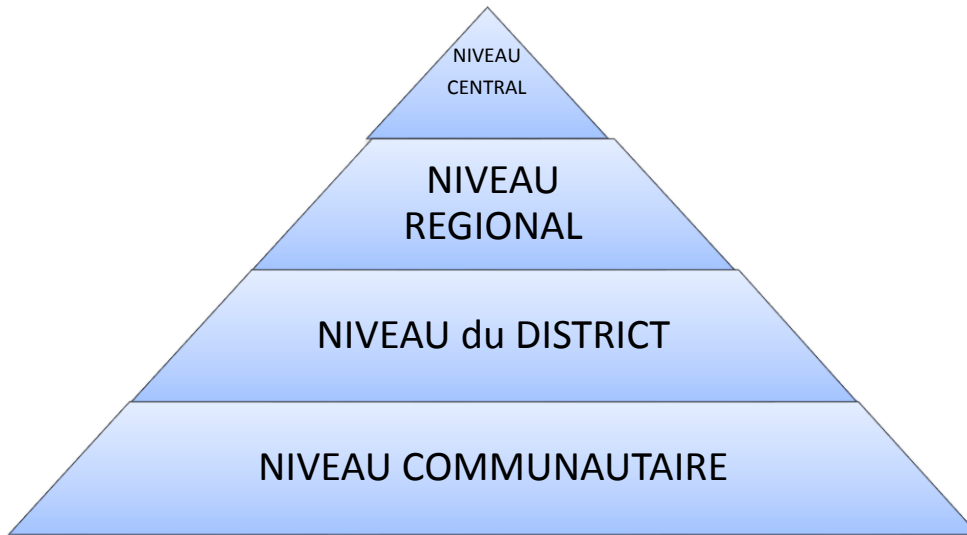 NIVEAU
CENTRAL
NIVEAU
REGIONAL
NIVEAU du DISTRICT
NIVEAU COMMUNAUTAIRE